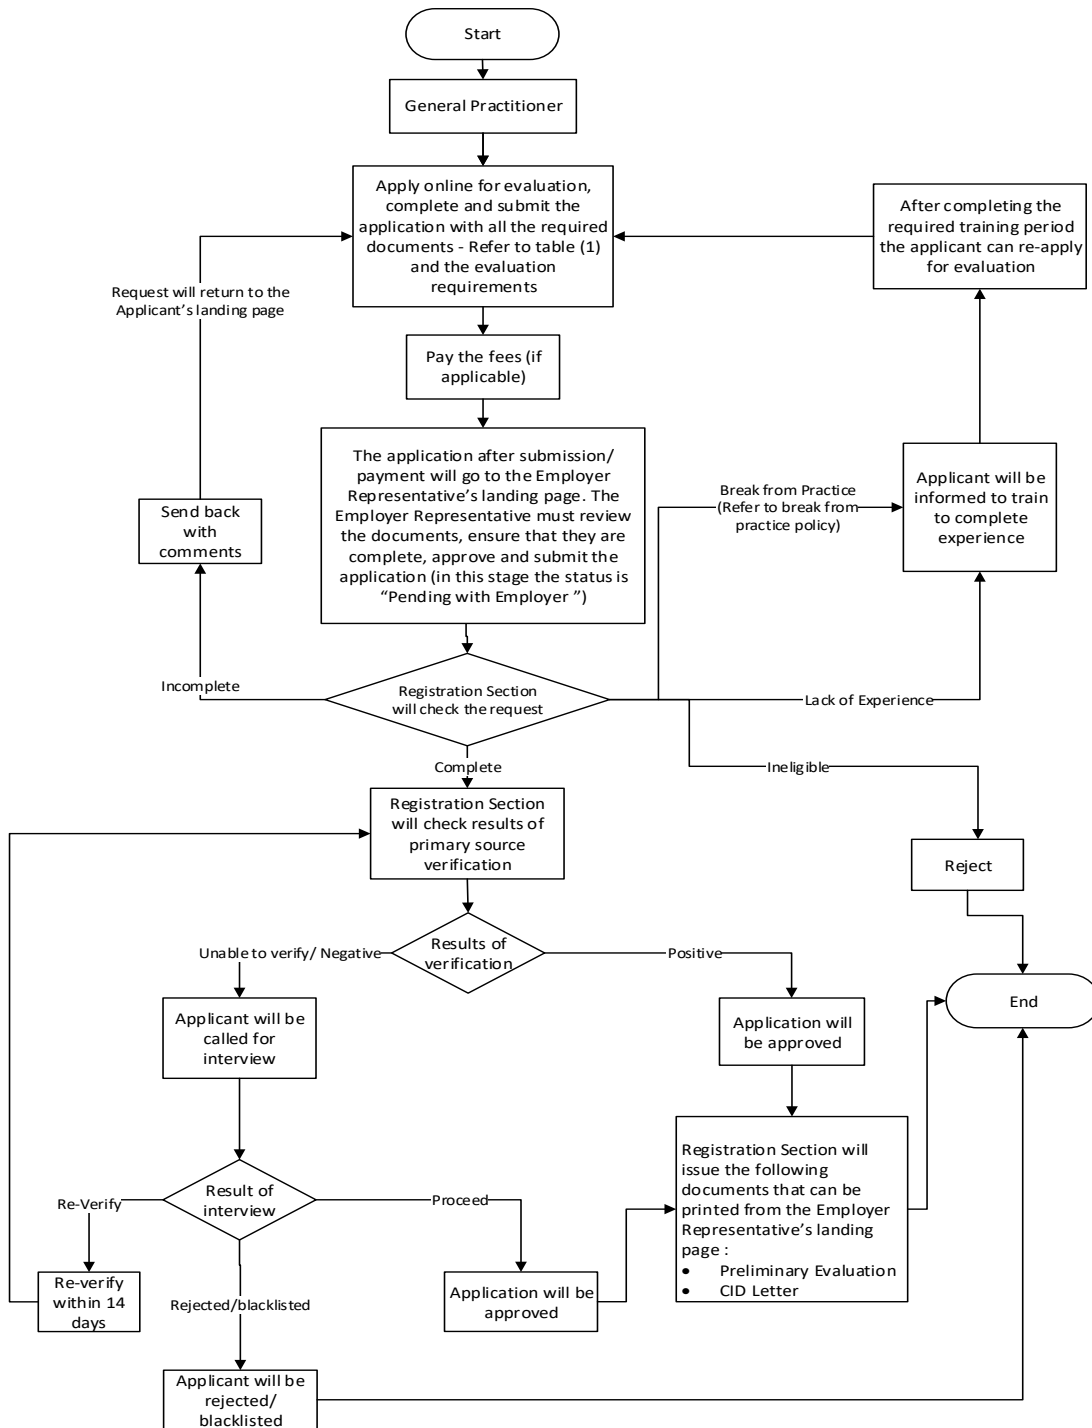 Start
General Practitioner
Apply online for evaluation,
complete and submit the
application with all the required
documents - Refer to table (1)
and the evaluation
requirements
After completing the
required training period
the applicant can re-apply
for evaluation
Request will return to the
Applicant’s landing page
Pay the fees (if
applicable)
The application after submission/
payment will go to the Employer
Representative’s landing page. The
Employer Representative must review
the documents, ensure that they are
complete, approve and submit the
application (in this stage the status is
“Pending with Employer ”)
Send back
with
comments
Break from Practice
(Refer to break from
practice policy)
Applicant will be
informed to train
to complete
experience
Incomplete
Registration Section
will check the request
Lack of Experience
Complete
Ineligible
Registration Section
will check results of
primary source
verification
Reject
Unable to verify/ Negative
Results of
verification
Positive
End
Applicant will be
called for
interview
Application will
be approved
Registration Section will
issue the following
documents that can be
printed from the Employer
Representative’s landing
page :
• Preliminary Evaluation
• CID Letter
Re-Verify
Result of
interview
Proceed
Re-verify
within 14
days
Rejected/blacklisted
Application will be
approved
Applicant will be
rejected/
blacklisted